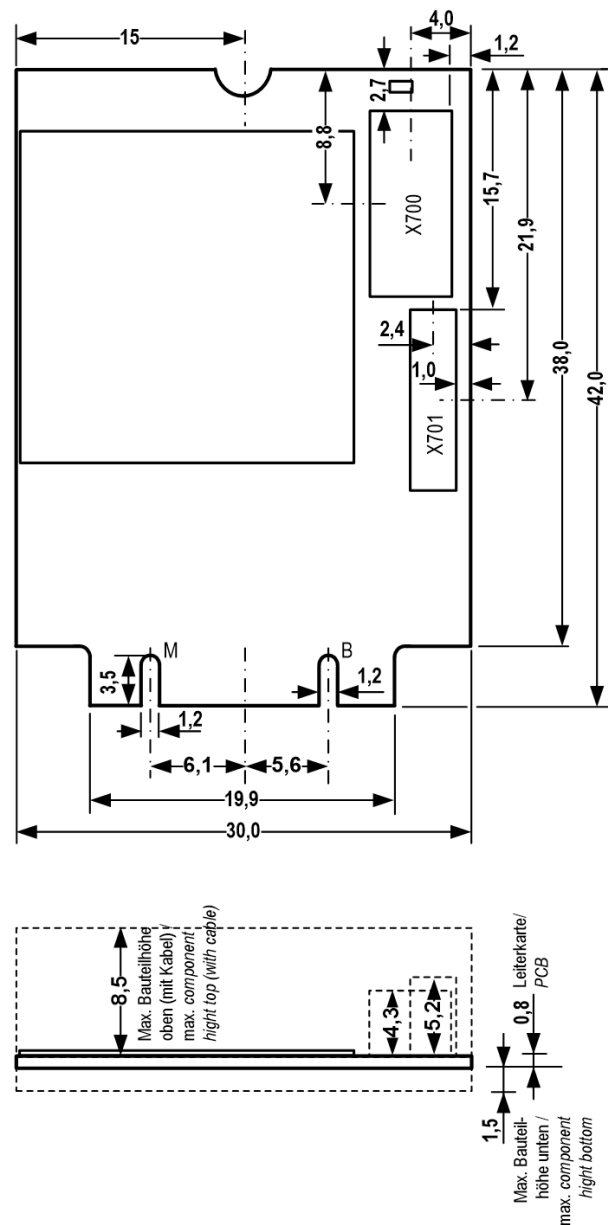 15
4,0
1,2
2,7
8,8
X700
15,7
21,9
38,0
42,0
2,4
1,0
X701
M
B
3,5
1,2
1,2
6,1
5,6
19,9
30,0
8,5
Max. Bauteilhöhe
oben (mit Kabel) /
max. component
hight top (with cable)
4,3
5,2
0,8
Leiterkarte/
PCB
1,5
Max. Bauteil-
höhe unten /
max. component
hight bottom